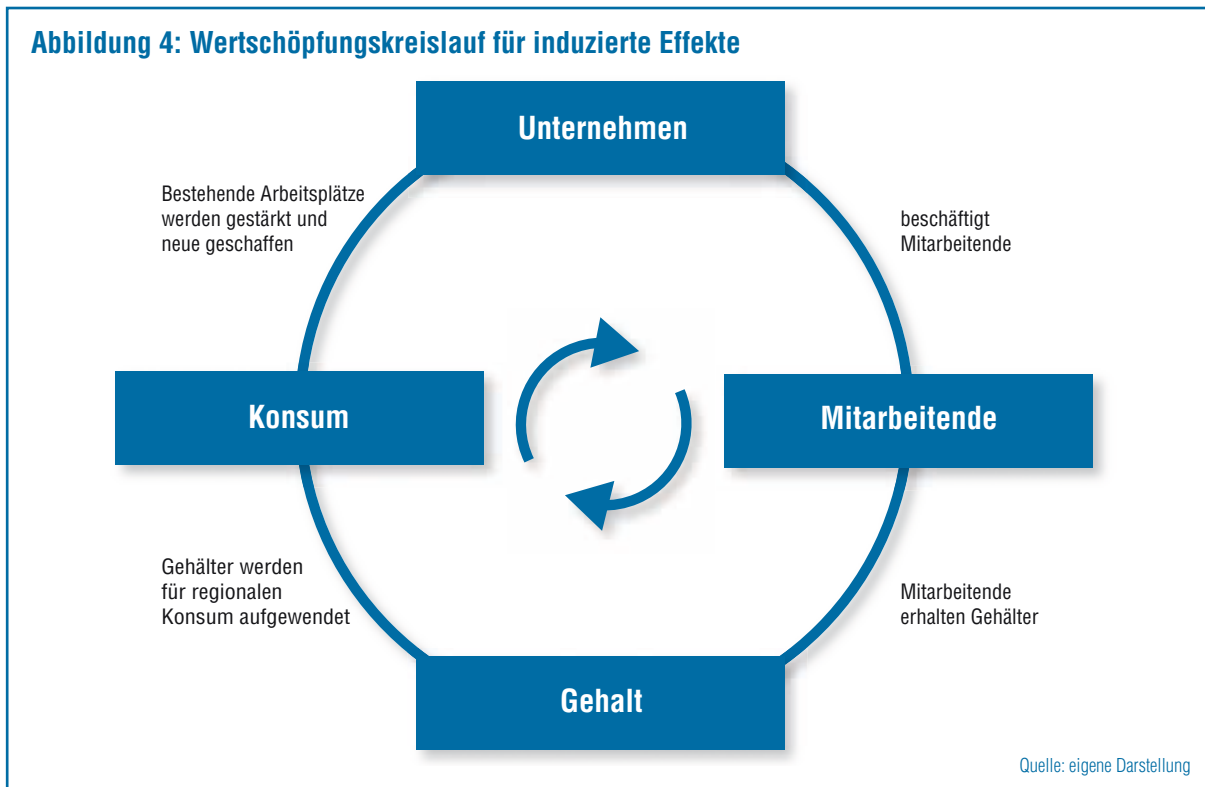 Abbildung 4: Wertschöpfungskreislauf für induzierte Effekte
Unternehmen
Bestehende Arbeitsplätze
werden gestärkt und
neue geschaffen
beschäftigt
Mitarbeitende
Konsum
Mitarbeitende
Gehälter werden
für regionalen
Konsum aufgewendet
Mitarbeitende
erhalten Gehälter
Gehalt
Quelle: eigene Darstellung